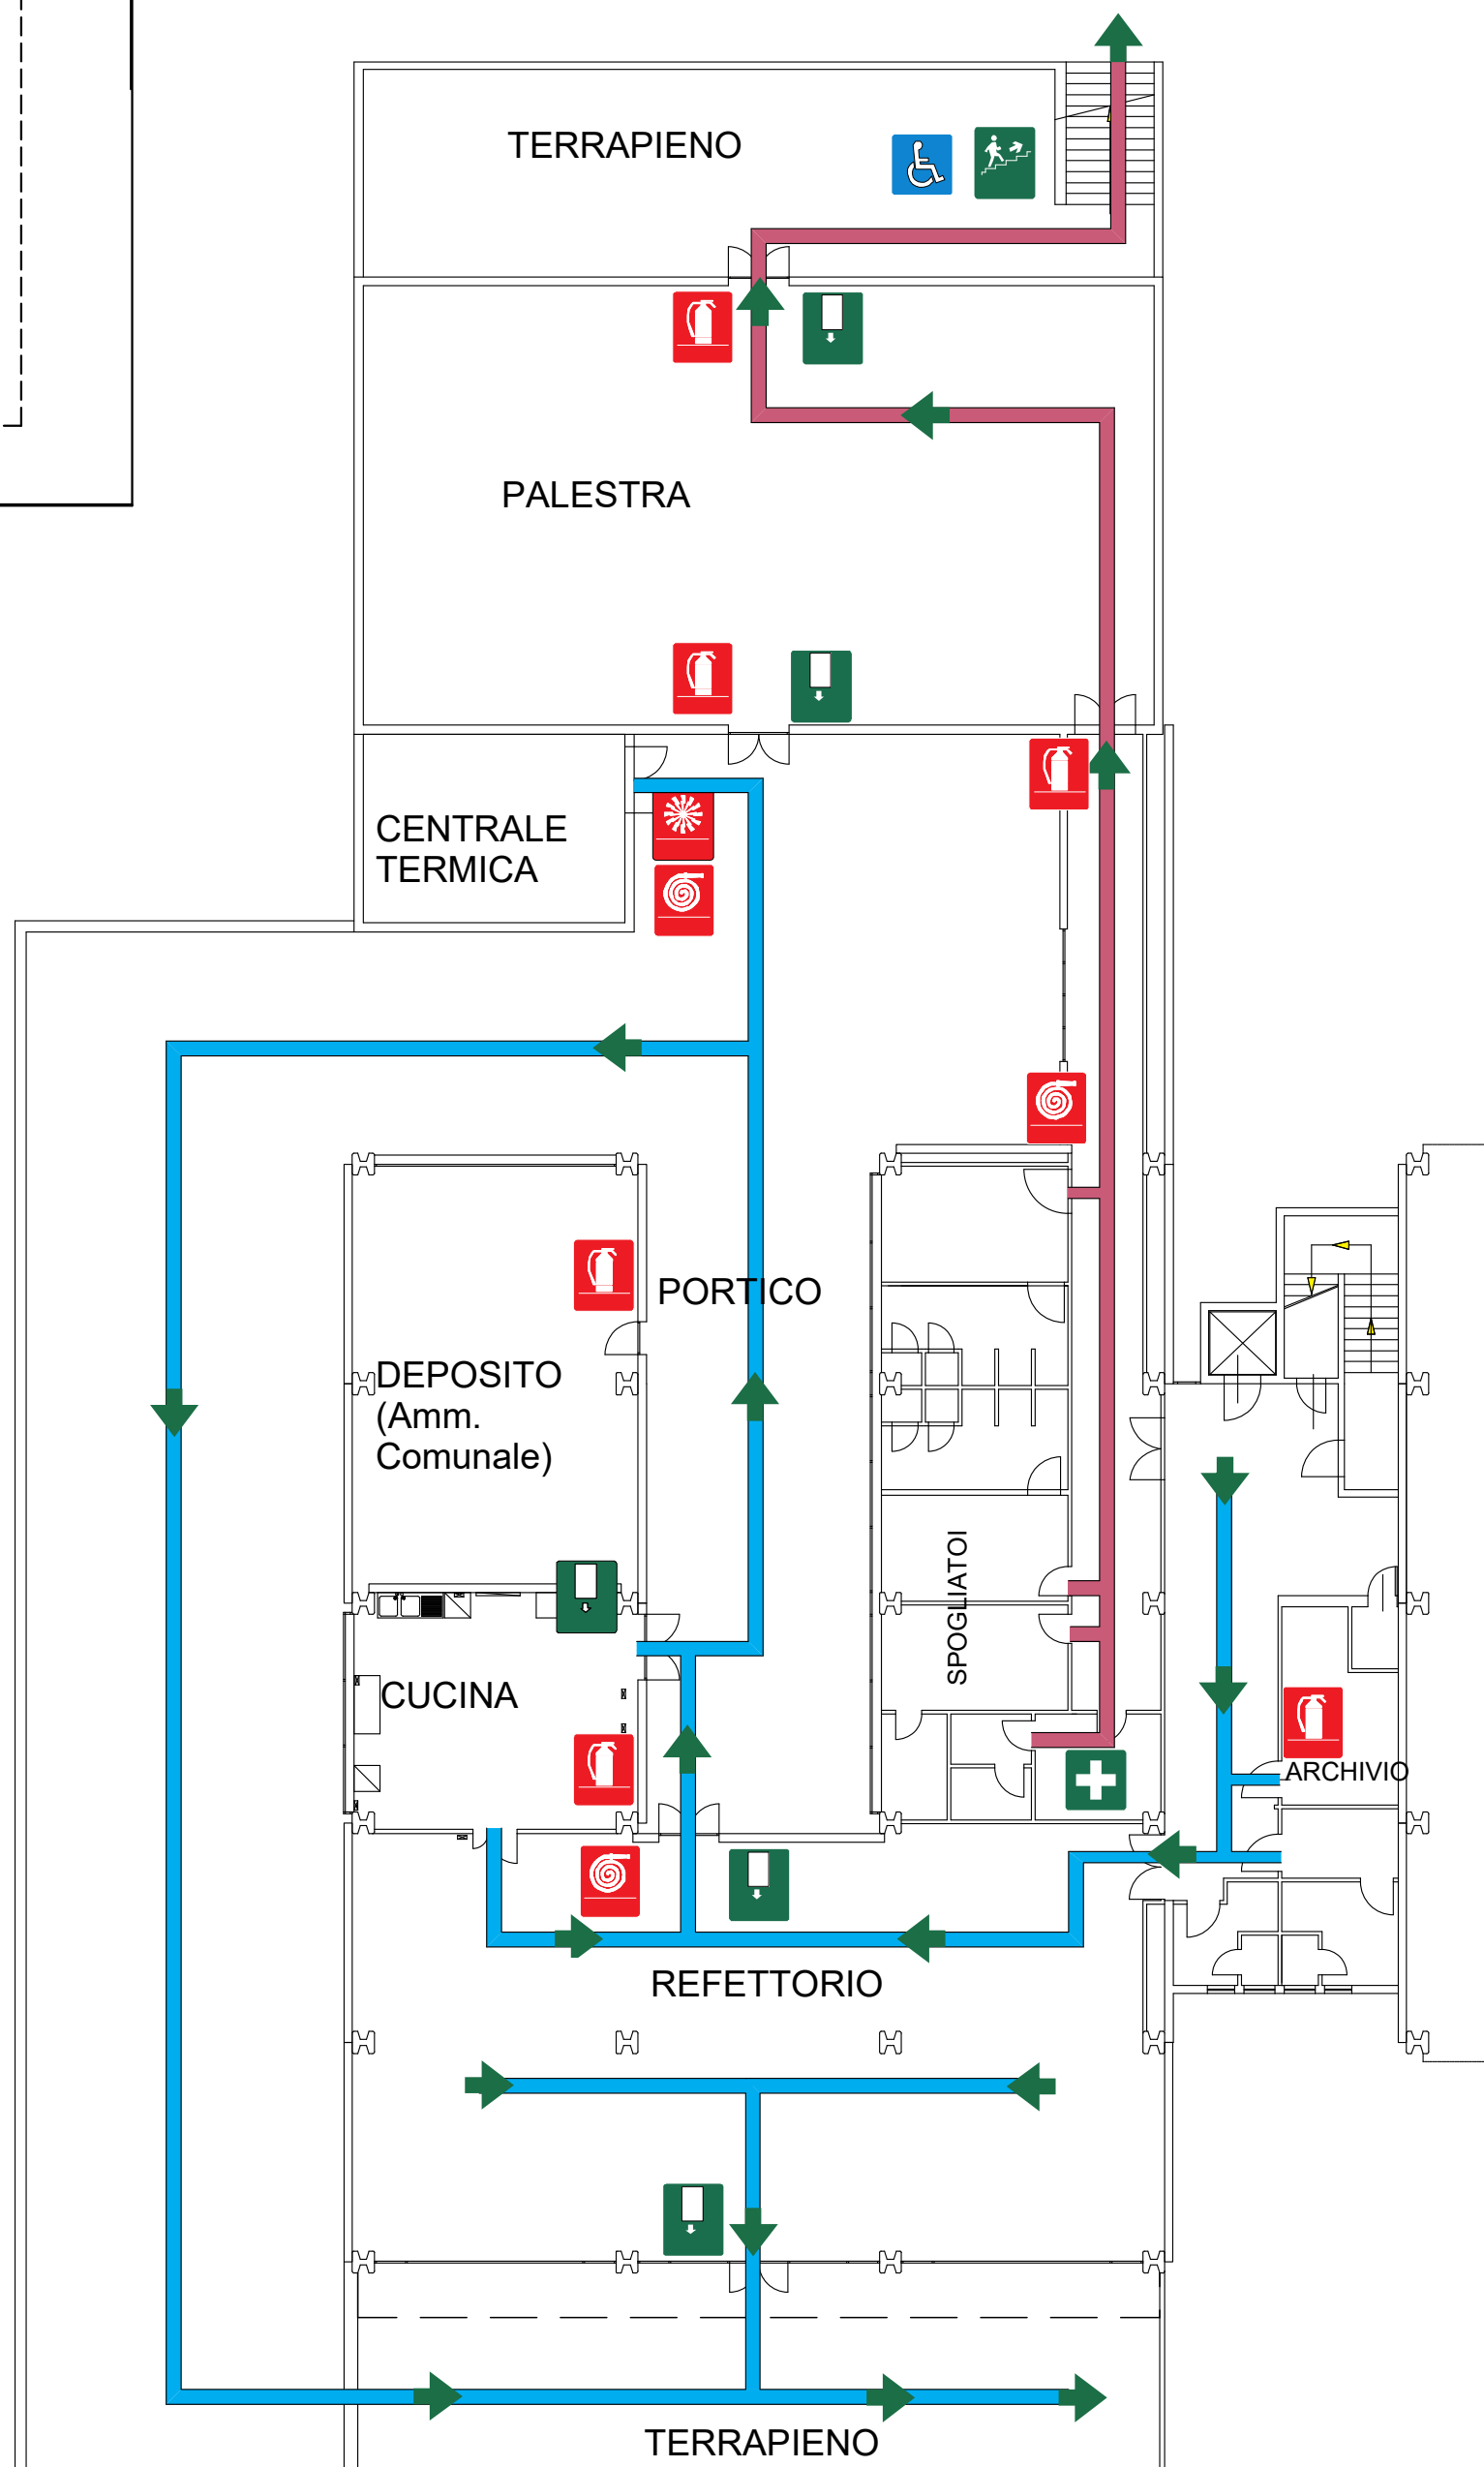 TERRAPIENO
PALESTRA
CENTRALE
TERMICA
PORTICO
DEPOSITO
(Amm.
Comunale)
SPOGLIATOI
CUCINA
ARCHIVIO
REFETTORIO
TERRAPIENO